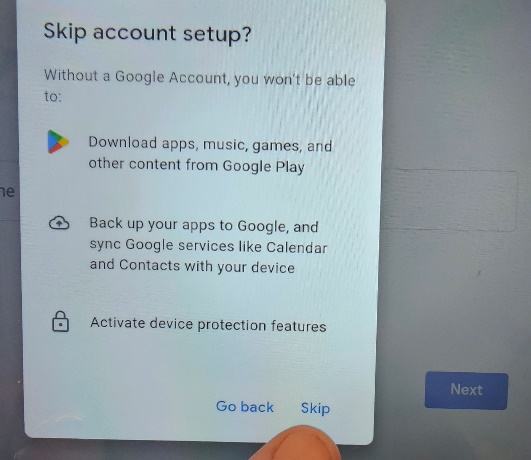 Skip account setup?
Without a Google Account, you won't be able
to:
Download apps, music, games, and
other content from Google Play
Back up your apps to Google, and
sync Google services like Calendar
and Contacts with your device
Activate device protection features
Go back Skip
Next